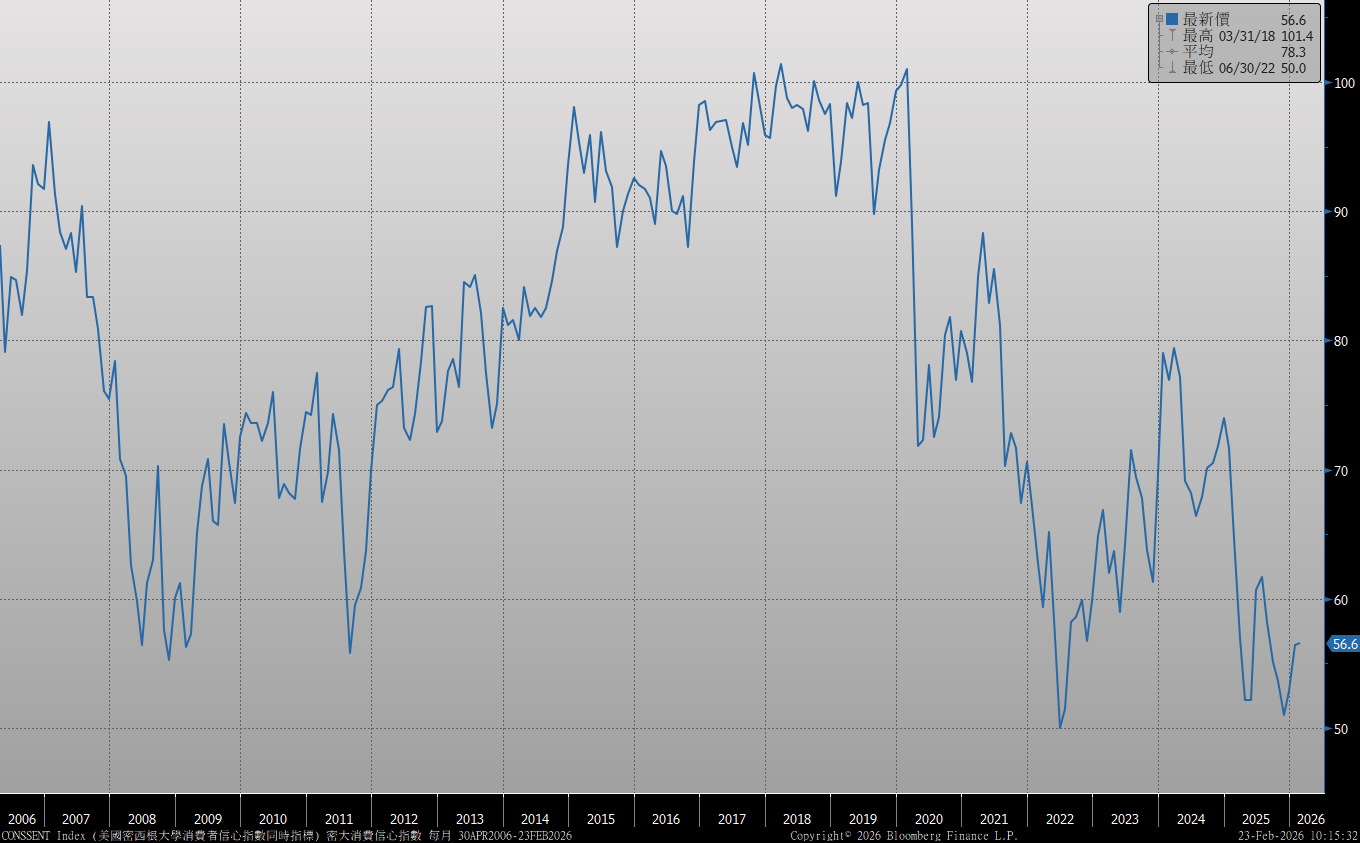 最新價 56.6
最高 03/31/18 101.4
平均 78.3
最低 06/30/22 50.0
100
90
80
70
60
56.6
50
2006 2007 2008 2009 2010 2011 2012 2013 2014 2015 2016 2017 2018 2019 2020 2021 2022 2023 2024 2025 2026
CONSSENT Index (美國密西根大學消費者信心指數同時指標) 密大消費信心指數 每月 30APR2006-23FEB2026 Copyright© 2026 Bloomberg Finance L.P. 23-Feb-2026 10:15:32